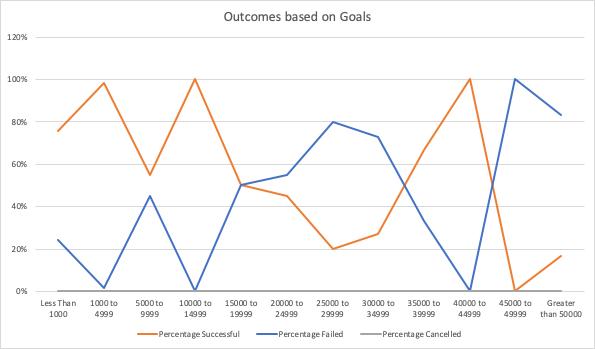 Outcomes based on Goals
120%
100%
80%
60%
40%
20%
0%
Less Than 1000 to 5000 to 10000 to 15000 to 20000 to 25000 to 30000 to 35000 to 40000 to 45000 to Greater
1000 4999 9999 14999 19999 24999 29999 34999 39999 44999 49999 than 50000
Percentage Successful Percentage Failed Percentage Cancelled